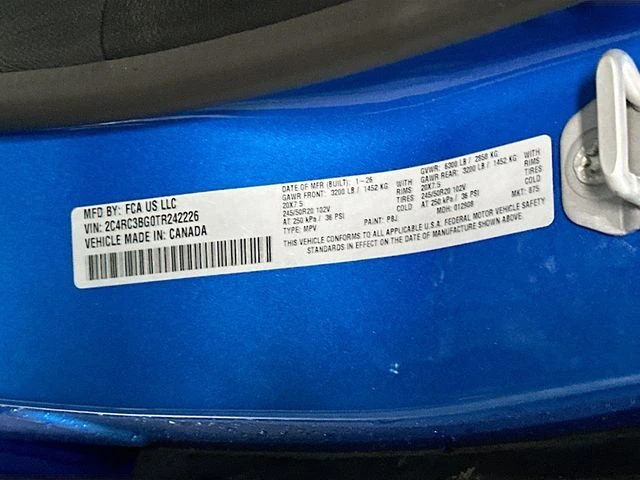 MFD BY: FCA US LLC
VIN: 2C4RC3BG0TR242226
VEHICLE MADE IN: CANADA
DATE OF MFR (BUILT): 1-26 GVWR: 6300 LB / 2858 KG
GAWR FRONT: 3200 LB / 1452 KG WITH GAWR REAR: 3200 LB / 1452 KG WITH
20X7.5 RIMS 20X7.5 RIMS
245/50R20 102V TIRES 245/50R20 102V TIRES
AT 250 kPa / 36 PSI COLD AT 250 kPa / 36 PSI COLD
TYPE: MPV PAINT: PBJ MDH: 012908 MKT: 875
THIS VEHICLE CONFORMS TO ALL APPLICABLE U.S.A. FEDERAL MOTOR VEHICLE SAFETY
STANDARDS IN EFFECT ON THE DATE OF MANUFACTURE SHOWN ABOVE.